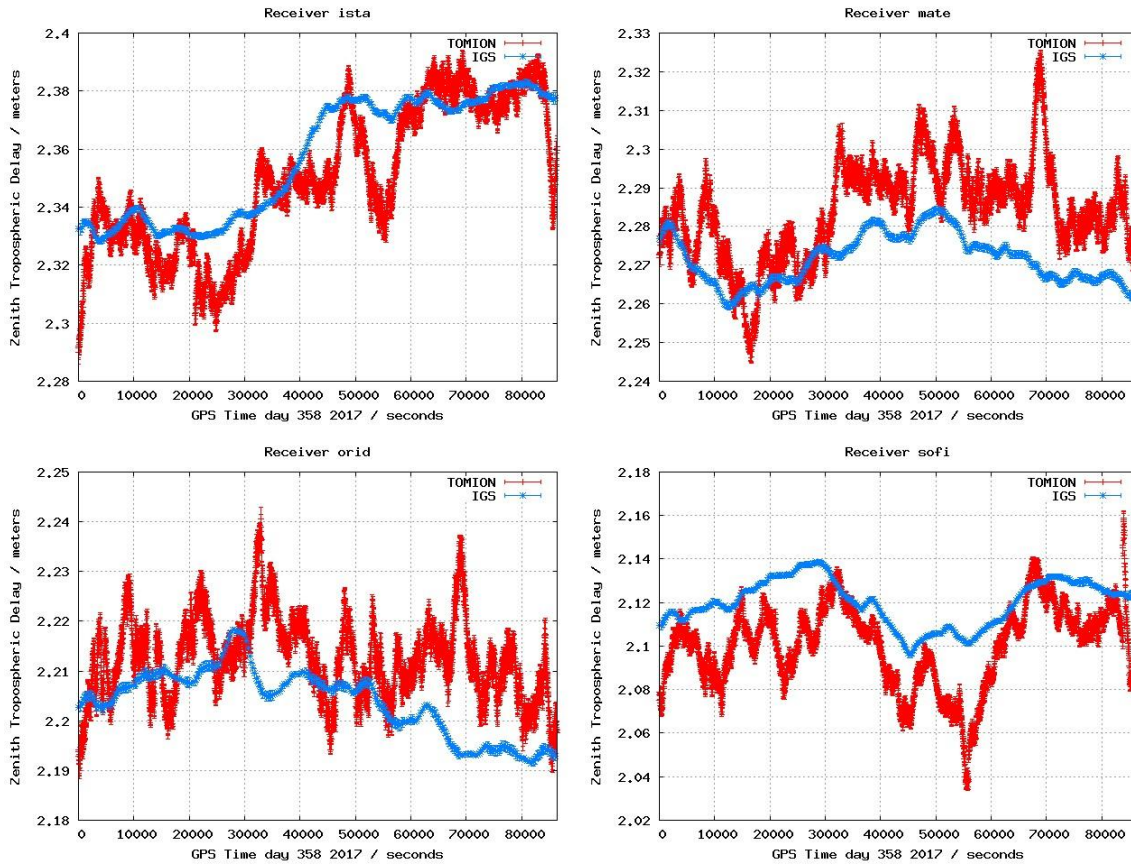 Receiver ista
Zenith Tropospheric Delay / meters
2.4
2.38
2.36
2.34
2.32
2.3
2.28
TOMION
IGS
0 10000 20000 30000 40000 50000 60000 70000 80000
GPS Time day 358 2017 / seconds
Receiver mate
Zenith Tropospheric Delay / meters
2.33
2.32
2.31
2.3
2.29
2.28
2.27
2.26
2.25
2.24
TOMION
IGS
0 10000 20000 30000 40000 50000 60000 70000 80000
GPS Time day 358 2017 / seconds
Receiver orid
Zenith Tropospheric Delay / meters
2.25
2.24
2.23
2.22
2.21
2.2
2.19
2.18
TOMION
IGS
0 10000 20000 30000 40000 50000 60000 70000 80000
GPS Time day 358 2017 / seconds
Receiver sofi
Zenith Tropospheric Delay / meters
2.18
2.16
2.14
2.12
2.1
2.08
2.06
2.04
2.02
TOMION
IGS
0 10000 20000 30000 40000 50000 60000 70000 80000
GPS Time day 358 2017 / seconds